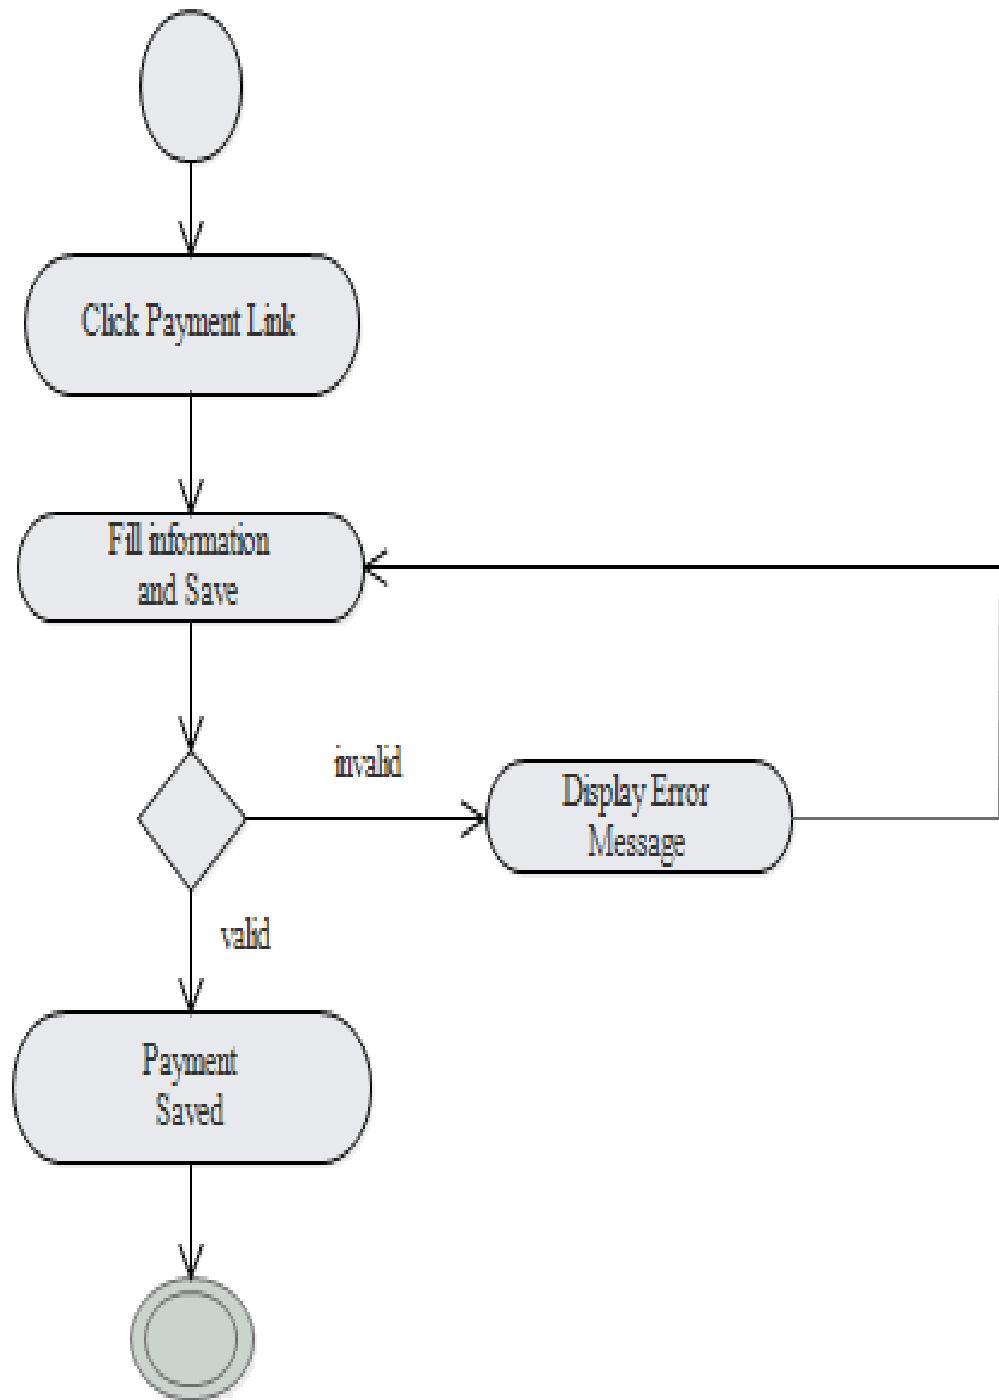 Click Payment Link
Fill information
and Save
invalid
Display Error
Message
valid
Payment
Saved